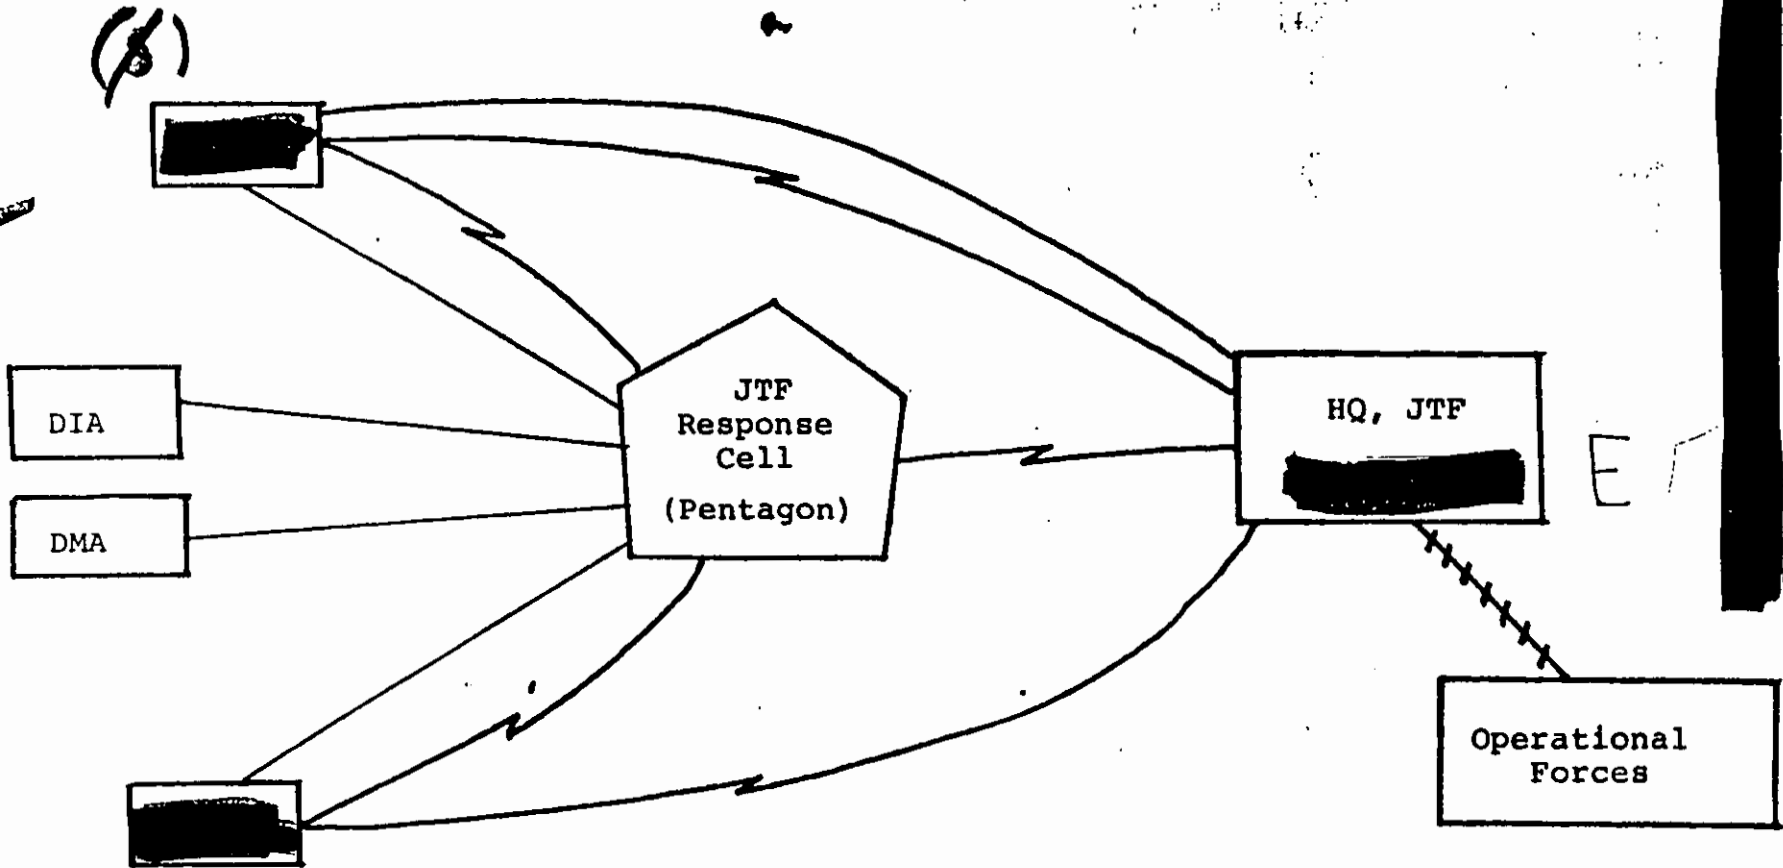 DIA
DMA
JTF
Response
Cell
(Pentagon)
HQ, JTF
E
Operational
Forces